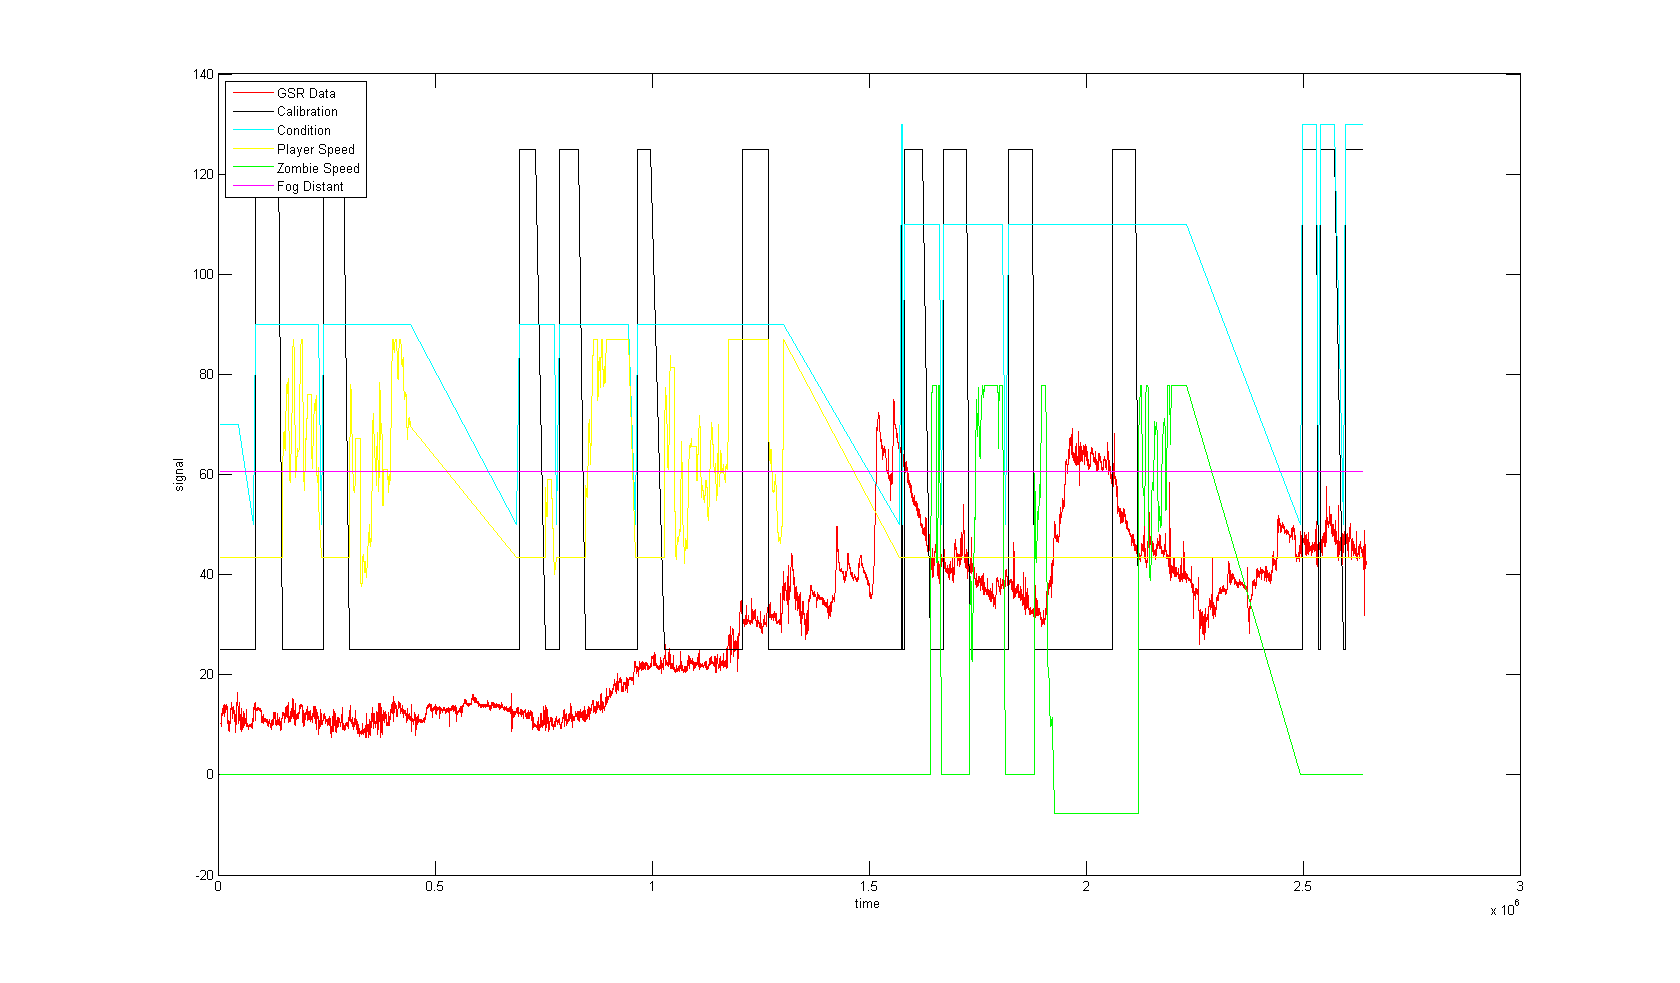 140
120
100
80
60
40
20
0
-20
signal
GSR Data
Calibration
Condition
Player Speed
Zombie Speed
Fog Distant
0 0.5 1 1.5 2 2.5 3
time
x 10^6